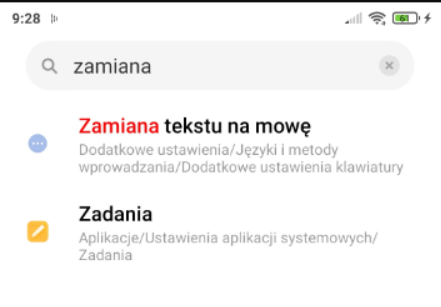 9:28
61
zamiana
Zamiana tekstu na mowę
Dodatkowe ustawienia/Języki i metody
wprowadzania/Dodatkowe ustawienia klawiatury
Zadania
Aplikacje/Ustawienia aplikacji systemowych/
Zadania